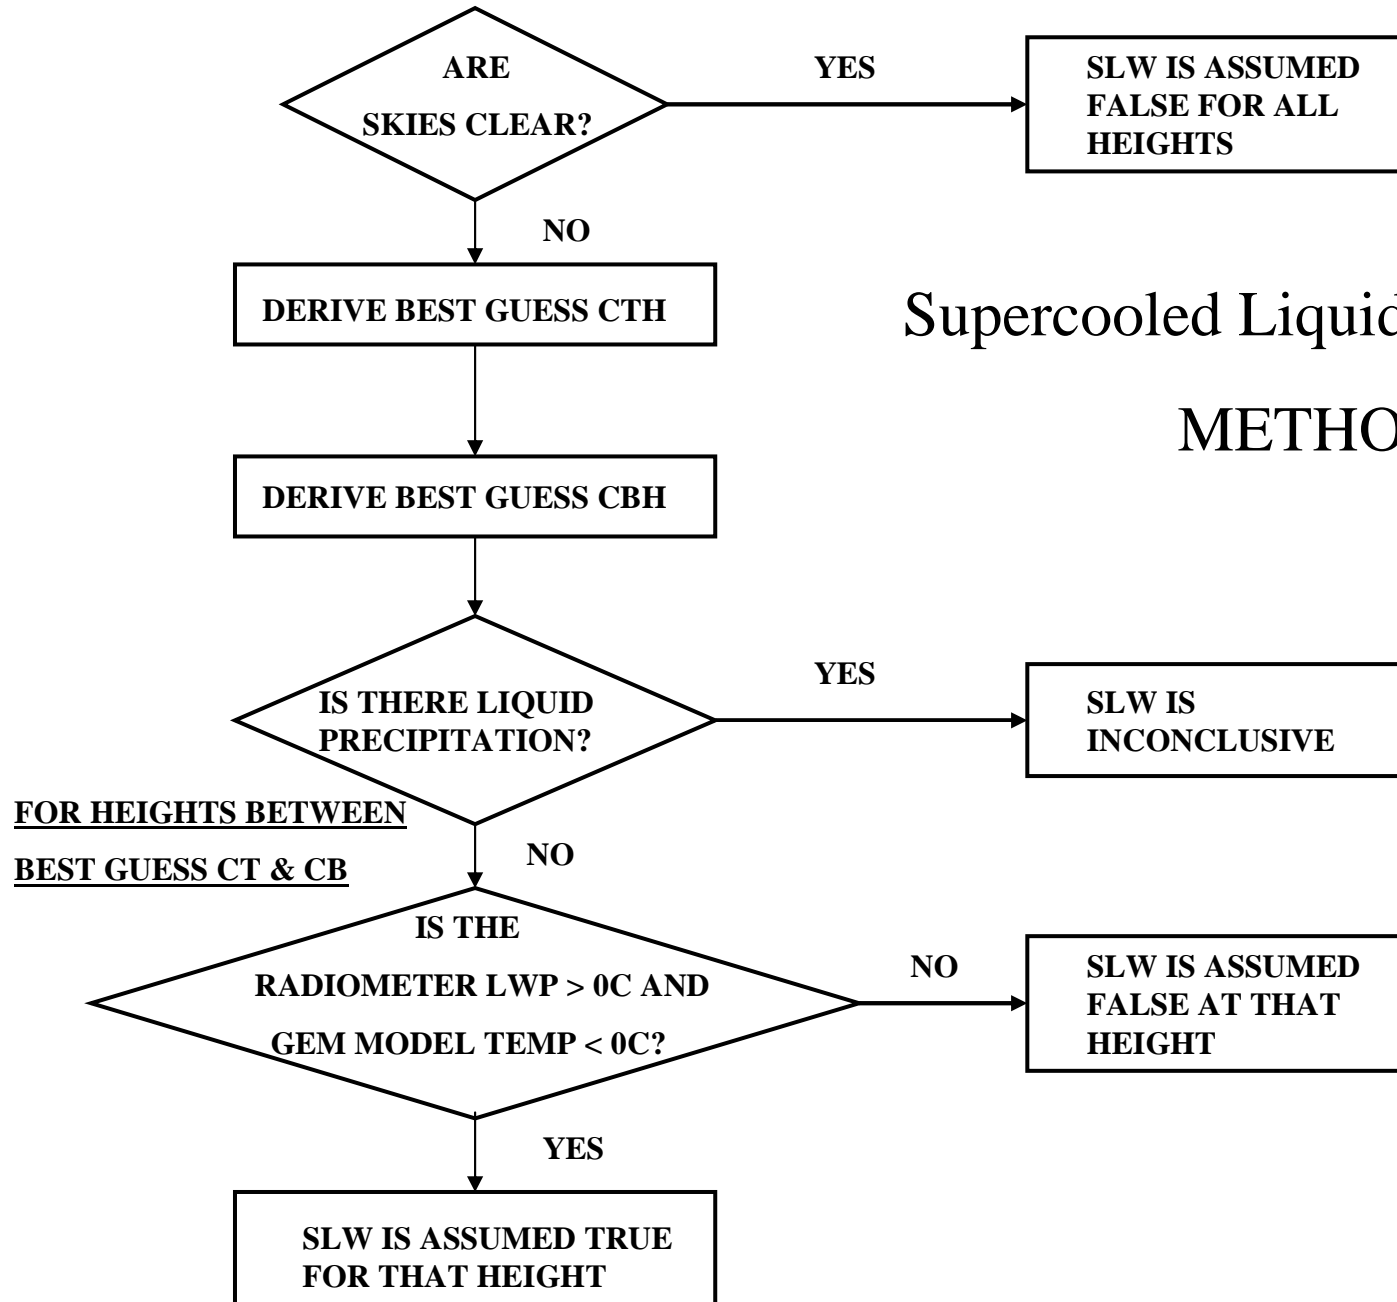 ARE
SKIES CLEAR?
YES
SLW IS ASSUMED
FALSE FOR ALL
HEIGHTS
NO
DERIVE BEST GUESS CTH
Supercooled Liquid
METHO
DERIVE BEST GUESS CBH
IS THERE LIQUID
PRECIPITATION?
YES
SLW IS
INCONCLUSIVE
FOR HEIGHTS BETWEEN
BEST GUESS CT & CB
NO
IS THE
RADIOMETER LWP > 0C AND
GEM MODEL TEMP < 0C?
NO
SLW IS ASSUMED
FALSE AT THAT
HEIGHT
YES
SLW IS ASSUMED TRUE
FOR THAT HEIGHT